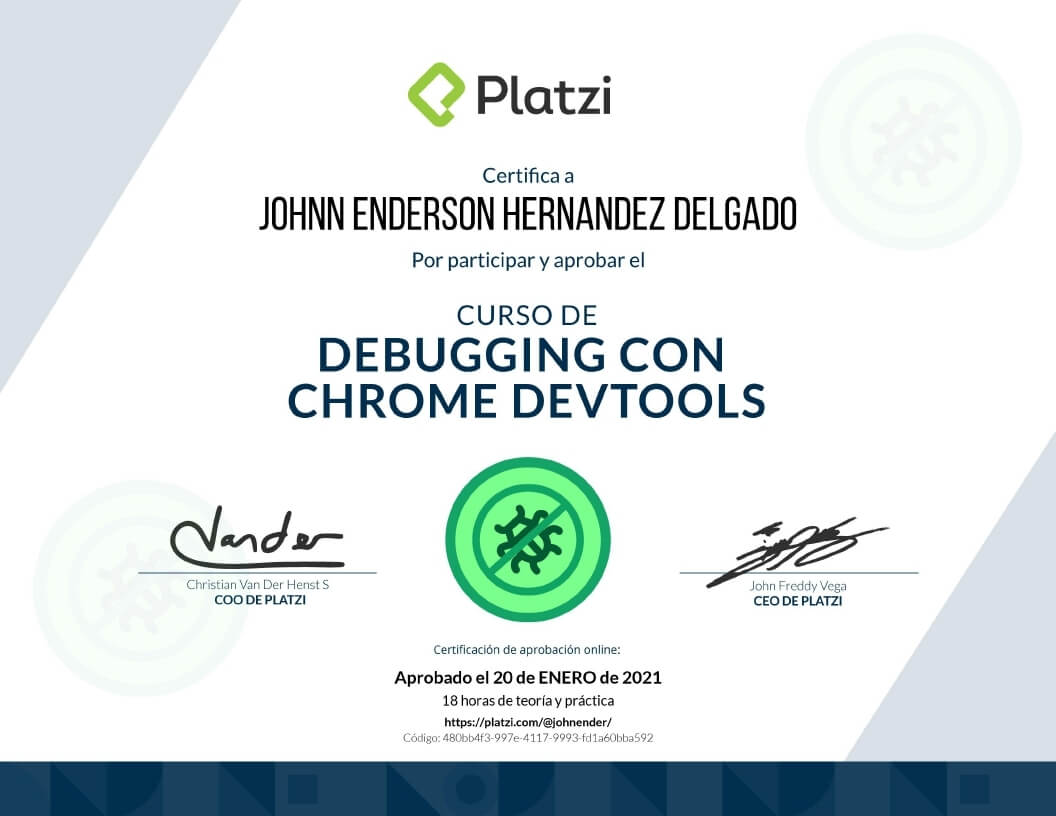 Platzi
Certifica a
JOHNN ENDERSON HERNANDEZ DELGADO
Por participar y aprobar el
CURSO DE
DEBUGGING CON
CHROME DEVTOOLS
Vander
Christian Van Der Henst S
COO DE PLATZI
John Freddy Vega
CEO DE PLATZI
Certificación de aprobación online:
Aprobado el 20 de ENERO de 2021
18 horas de teoría y práctica
https://platzi.com/@johnender/
Código: 480bb4f3-997e-4117-9993-fd1a60bba592